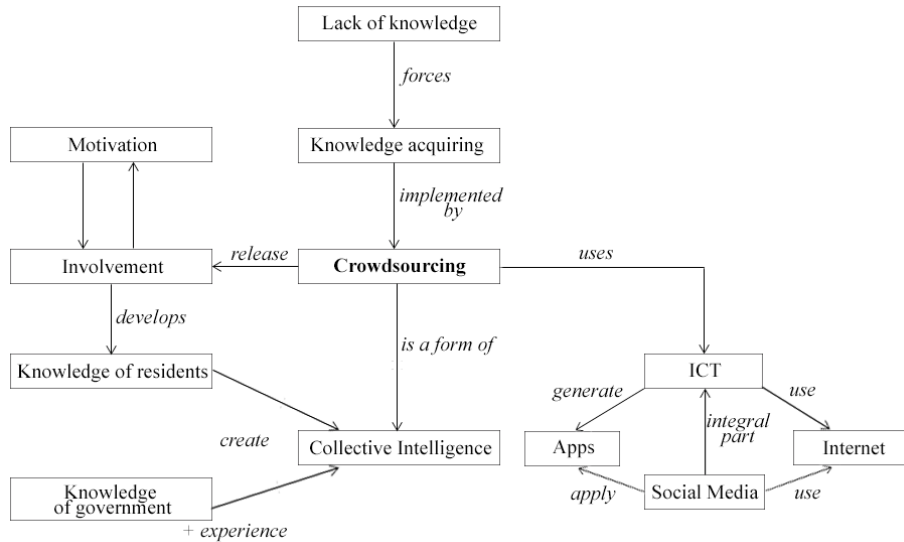 Lack of knowledge
forces
Knowledge acquiring
Motivation
implemented
by
Involvement
release
Crowdsourcing
uses
develops
is a form of
Knowledge of residents
ICT
generate
use
integral
part
create
Collective Intelligence
Apps
Internet
Knowledge
of government
apply
Social Media
use
+ experience